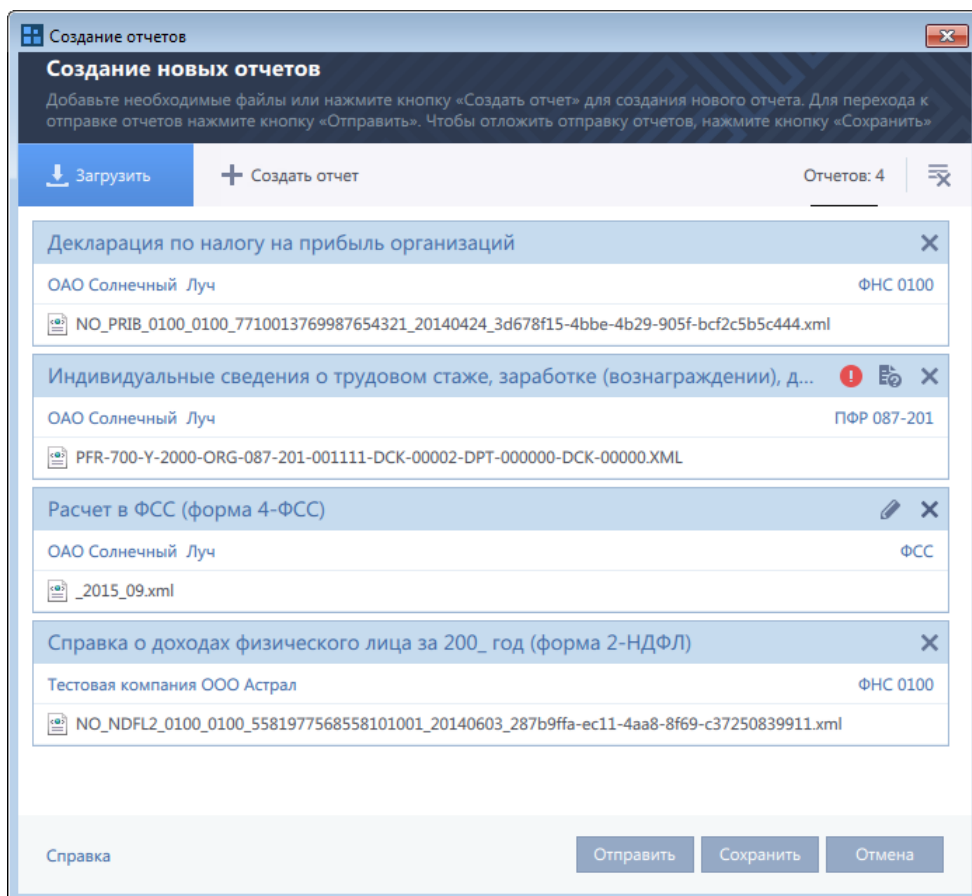 Создание отчетов
Создание новых отчетов
Добавьте необходимые файлы или нажмите кнопку «Создать отчет» для создания нового отчета. Для перехода к
отправке отчетов нажмите кнопку «Отправить». Чтобы отложить отправку отчетов, нажмите кнопку «Сохранить»
Загрузить
Создать отчет
Отчетов: 4
Декларация по налогу на прибыль организаций
ОАО Солнечный Луч
ФНС 0100
NO_PRIB_0100_0100_7710013769987654321_20140424_3d678f15-4bbe-4b29-905f-bcf2c5b5c444.xml
Индивидуальные сведения о трудовом стаже, заработке (вознаграждении), д...
ОАО Солнечный Луч
ПФР 087-201
PFR-700-Y-2000-ORG-087-201-001111-DCK-00002-DPT-000000-DCK-00000.XML
Расчет в ФСС (форма 4-ФСС)
ОАО Солнечный Луч
ФСС
_2015_09.xml
Справка о доходах физического лица за 200_ год (форма 2-НДФЛ)
Тестовая компания ООО Астрал
ФНС 0100
NO_NDFL2_0100_0100_5581977568558101001_20140603_287b9ffa-ec11-4aa8-8f69-c37250839911.xml
Справка
Отправить
Сохранить
Отмена